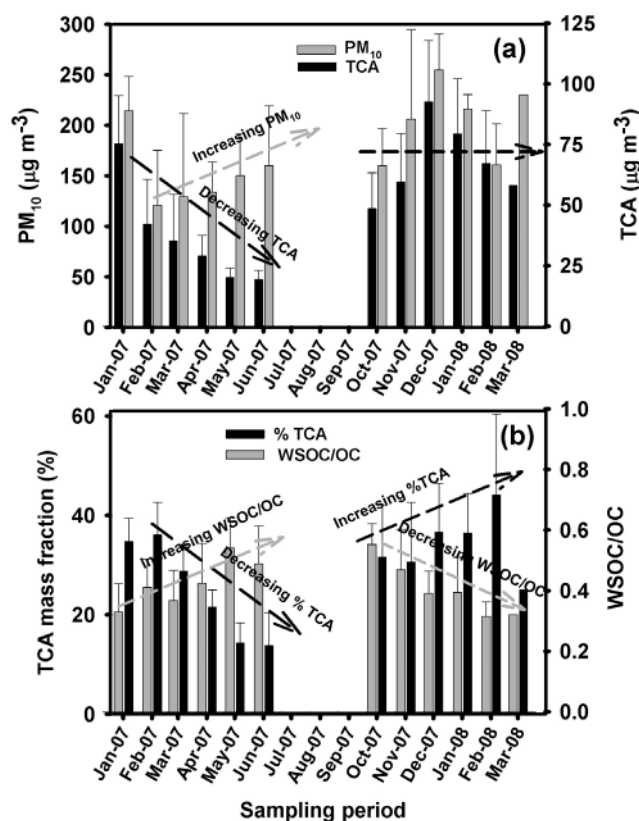 (a)
PM10
TCA
300
250
200
150
100
50
0
PM10 (μg m-3)
125
100
75
50
25
0
TCA (μg m-3)
Increasing PM10
Decreasing TCA
Jan-07
Feb-07
Mar-07
Apr-07
May-07
Jun-07
Jul-07
Aug-07
Sep-07
Oct-07
Nov-07
Dec-07
Jan-08
Feb-08
Mar-08
(b)
% TCA
WSOC/OC
60
40
20
0
TCA mass fraction (%)
1.0
0.8
0.6
0.4
0.2
0.0
WSOC/OC
Increasing WSOC/OC
Decreasing % TCA
Increasing %TCA
Decreasing WSOC/OC
Jan-07
Feb-07
Mar-07
Apr-07
May-07
Jun-07
Jul-07
Aug-07
Sep-07
Oct-07
Nov-07
Dec-07
Jan-08
Feb-08
Mar-08
Sampling period